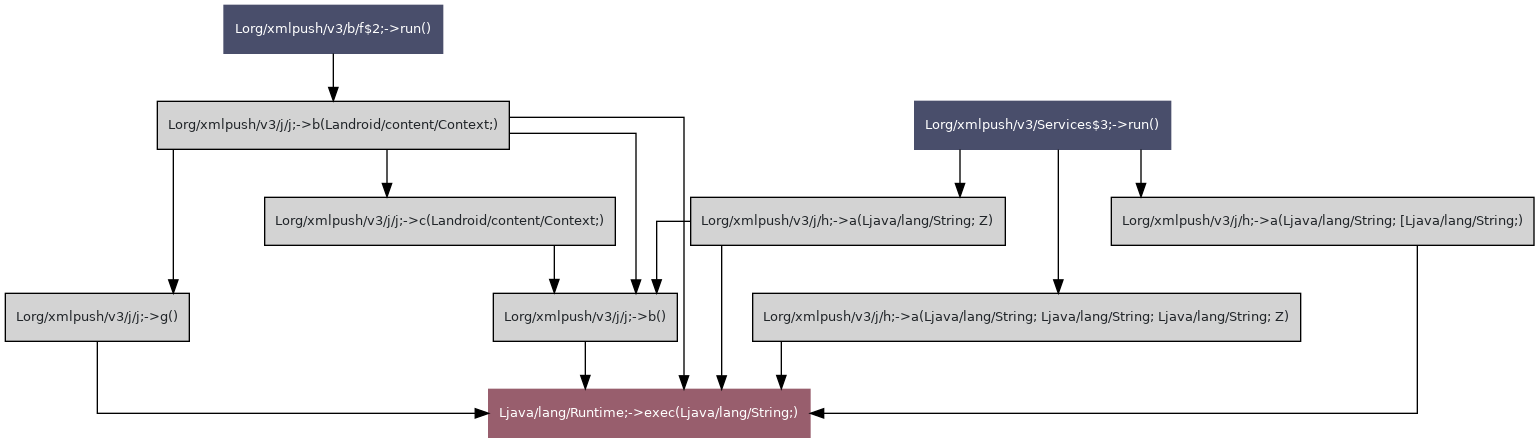 Lorg/xmlpush/v3/b/f$2;->run()
Lorg/xmlpush/v3/j/j;->b(Landroid/content/Context;)
Lorg/xmlpush/v3/Services$3;->run()
Lorg/xmlpush/v3/j/j;->c(Landroid/content/Context;)
Lorg/xmlpush/v3/j/h;->a(Ljava/lang/String; Z)
Lorg/xmlpush/v3/j/h;->a(Ljava/lang/String; [Ljava/lang/String;)
Lorg/xmlpush/v3/j/j;->g()
Lorg/xmlpush/v3/j/j;->b()
Lorg/xmlpush/v3/j/h;->a(Ljava/lang/String; Ljava/lang/String; Ljava/lang/String; Z)
Ljava/lang/Runtime;->exec(Ljava/lang/String;)